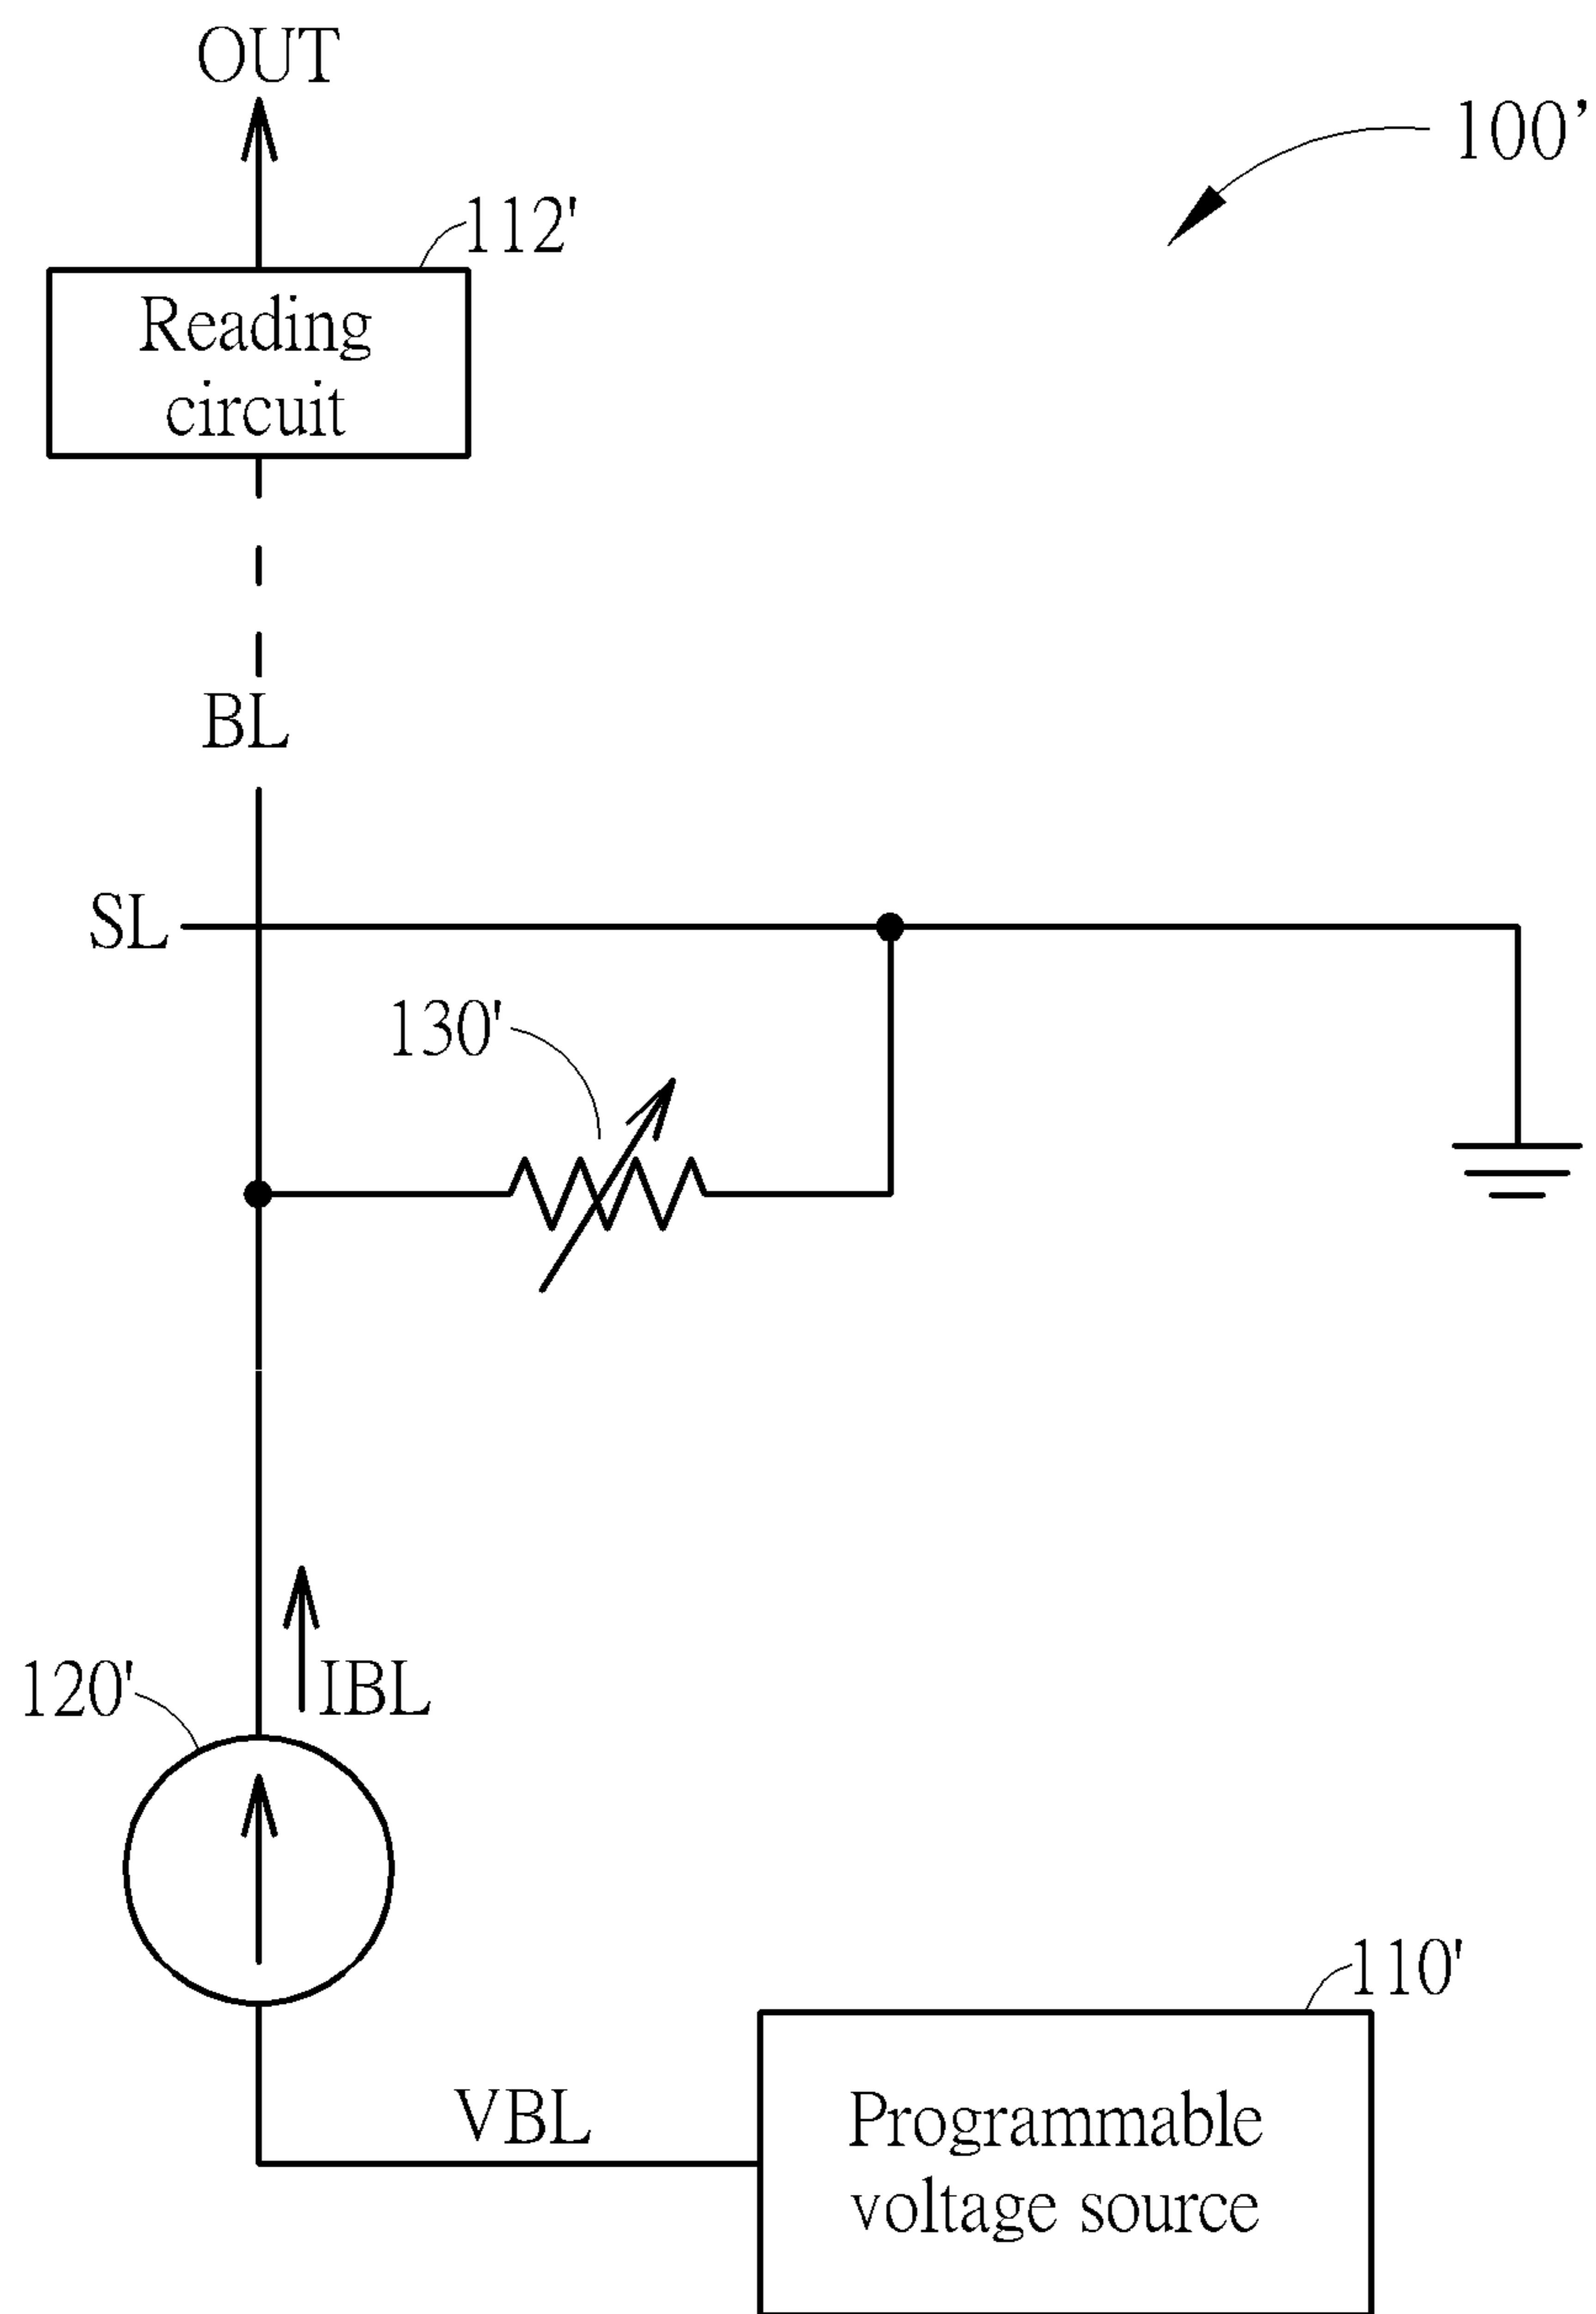 OUT
100’
112'
Reading
circuit
BL
SL
130'
120'
IBL
110'
VBL
Programmable
voltage source